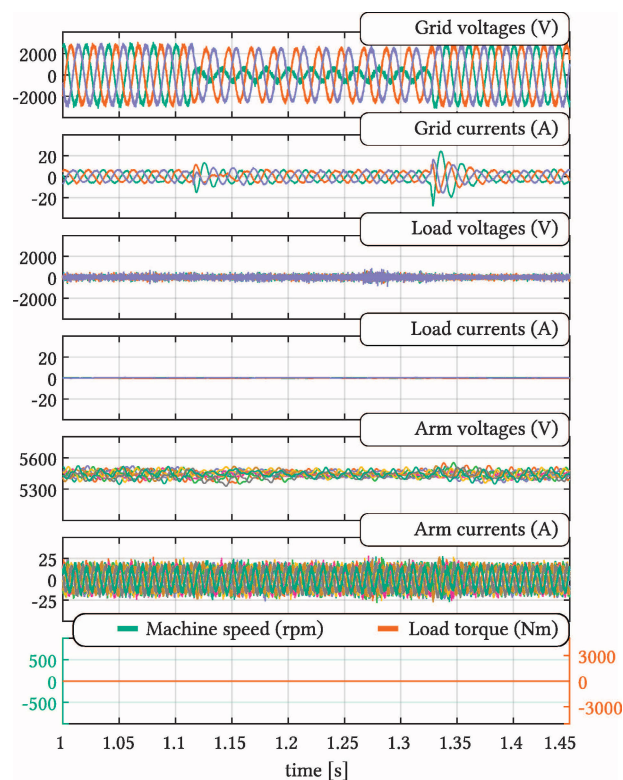 Grid voltages (V)
2000
0
-2000
Grid currents (A)
20
0
-20
Load voltages (V)
2000
0
-2000
Load currents (A)
20
0
-20
Arm voltages (V)
5600
5300
Arm currents (A)
25
0
-25
Machine speed (rpm) Load torque (Nm)
500 3000
0 0
-500 -3000
1 1.05 1.1 1.15 1.2 1.25 1.3 1.35 1.4 1.45
time [s]